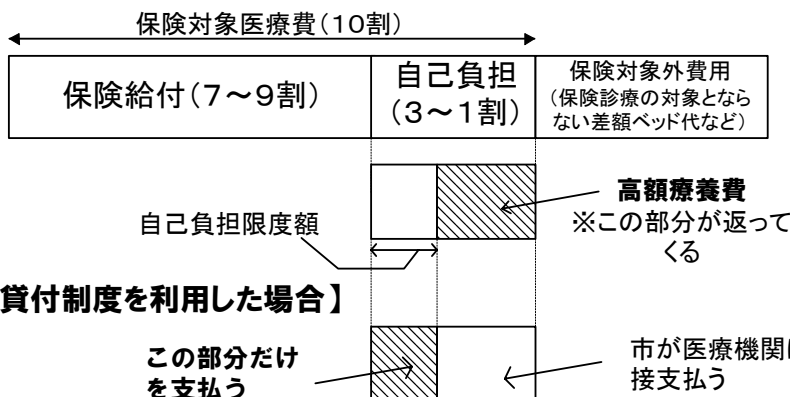 保険対象医療費（10割）
保険給付（7～9割）
自己負担
（3～1割）
保険対象外費用
（保険診療の対象となら
ない差額ベッド代など）
高額療養費
※この部分が返って
くる
自己負担限度額
貸付制度を利用した場合】
この部分だけ
を支払う
市が医療機関に
接支払う